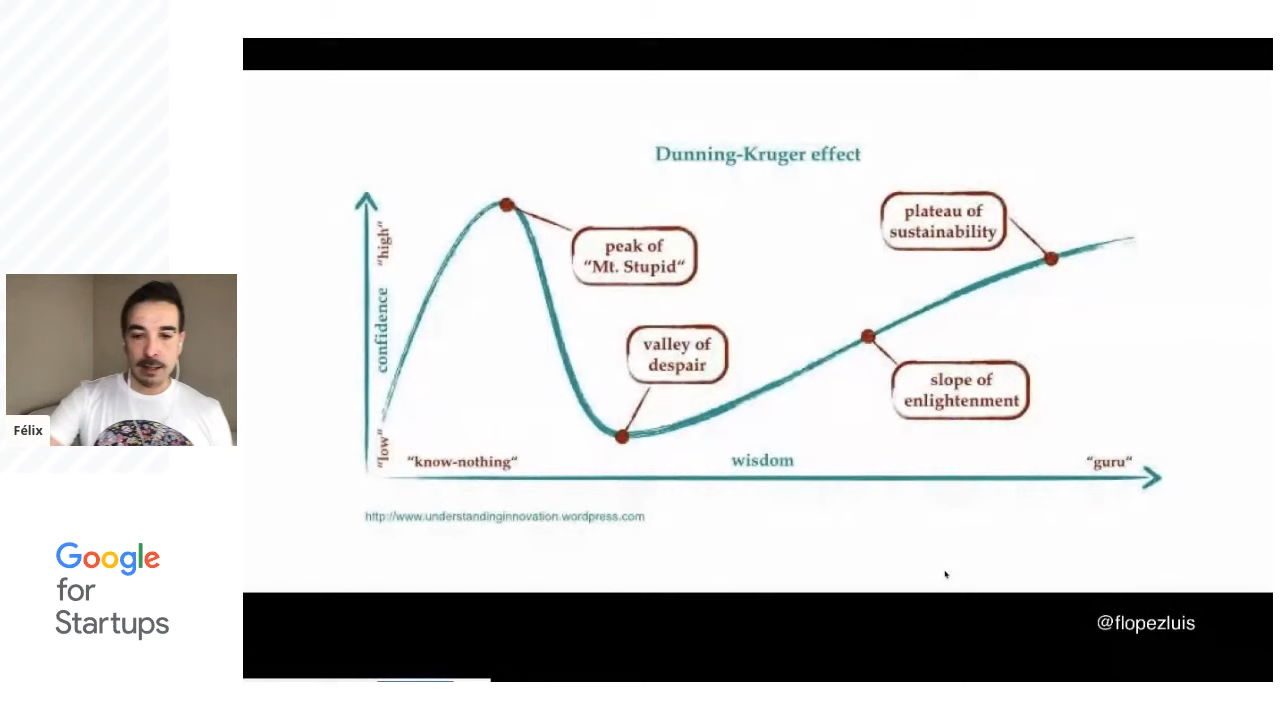 Dunning-Kruger effect
"high"
confidence
"low"
peak of
"Mt. Stupid"
valley of
despair
plateau of
sustainability
slope of
enlightenment
"know-nothing"
wisdom
"guru"
http://www.understandinginnovation.wordpress.com
Félix
Google
for
Startups
@flopezluis